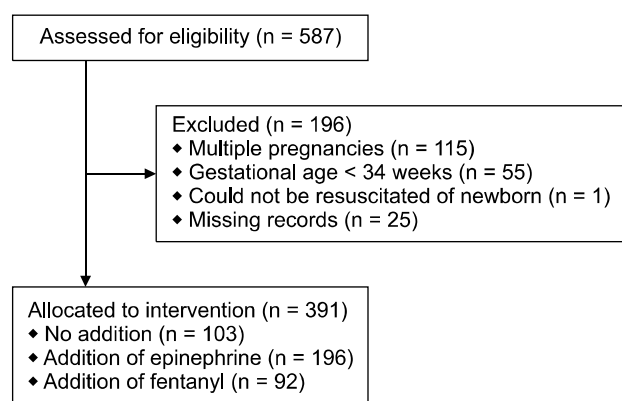 Assessed for eligibility (n = 587)
Excluded (n = 196)
◆ Multiple pregnancies (n = 115)
◆ Gestational age < 34 weeks (n = 55)
◆ Could not be resuscitated of newborn (n = 1)
◆ Missing records (n = 25)
Allocated to intervention (n = 391)
◆ No addition (n = 103)
◆ Addition of epinephrine (n = 196)
◆ Addition of fentanyl (n = 92)